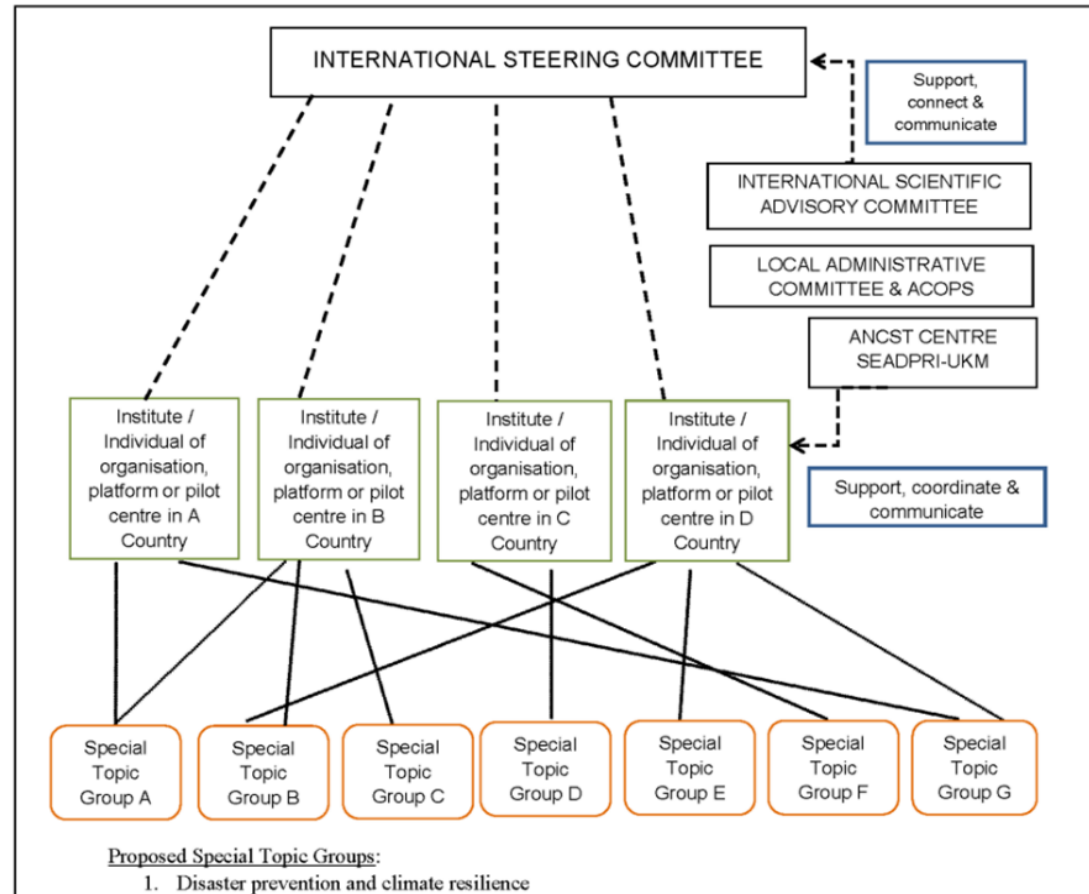 INTERNATIONAL STEERING COMMITTEE
Support,
connect &
communicate
INTERNATIONAL SCIENTIFIC
ADVISORY COMMITTEE
LOCAL ADMINISTRATIVE
COMMITTEE & ACOPS
ANCST CENTRE
SEADPRI-UKM
Institute /
Individual of
organisation,
platform or pilot
centre in A
Country
Institute /
Individual of
organisation,
platform or pilot
centre in B
Country
Institute /
Individual of
organisation,
platform or pilot
centre in C
Country
Institute /
Individual of
organisation,
platform or pilot
centre in D
Country
Support, coordinate &
communicate
Special
Topic
Group A
Special
Topic
Group B
Special
Topic
Group C
Special
Topic
Group D
Special
Topic
Group E
Special
Topic
Group F
Special
Topic
Group G
Proposed Special Topic Groups:
1. Disaster prevention and climate resilience